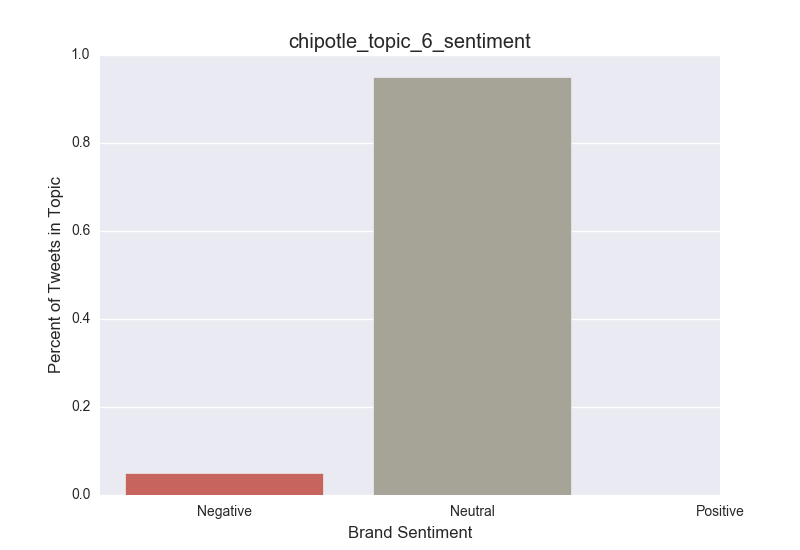 chipotle_topic_6_sentiment
1.0
0.8
0.6
0.4
0.2
0.0
Percent of Tweets in Topic
Negative Neutral Positive
Brand Sentiment